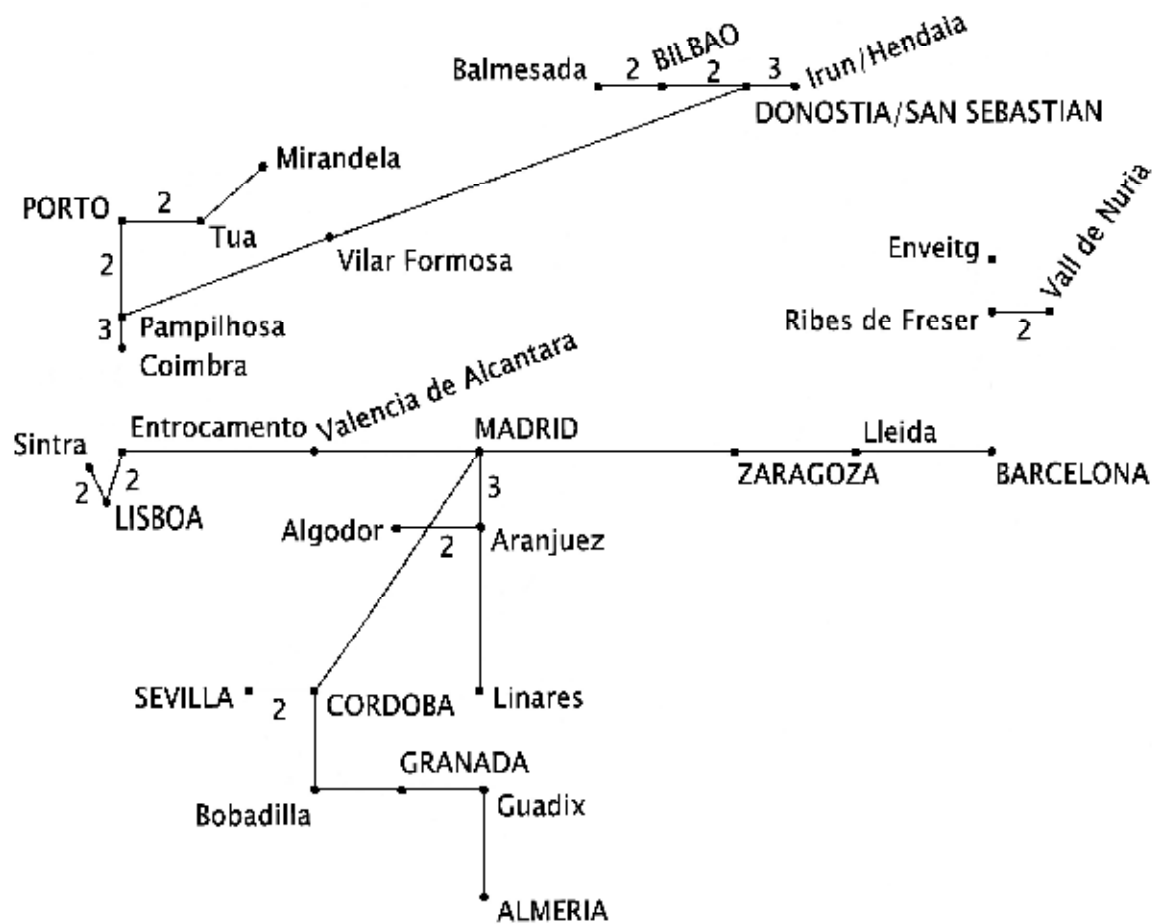 Balmesada
2
BILBAO
2
3
Irun/Hendaia
DONOSTIA/SAN SEBASTIAN
Mirandela
PORTO
2
Tua
2
Vilar Formosa
Enveitg
Vall de Nuria
3
Pampilhosa
Ribes de Freser
2
Coimbra
Sintra
Entrocamento
Valencia de Alcantara
MADRID
Lleida
2
2
LISBOA
3
ZARAGOZA
BARCELONA
Algodor
2
Aranjuez
SEVILLA
2
CORDOBA
Linares
GRANADA
Bobadilla
Guadix
ALMERIA